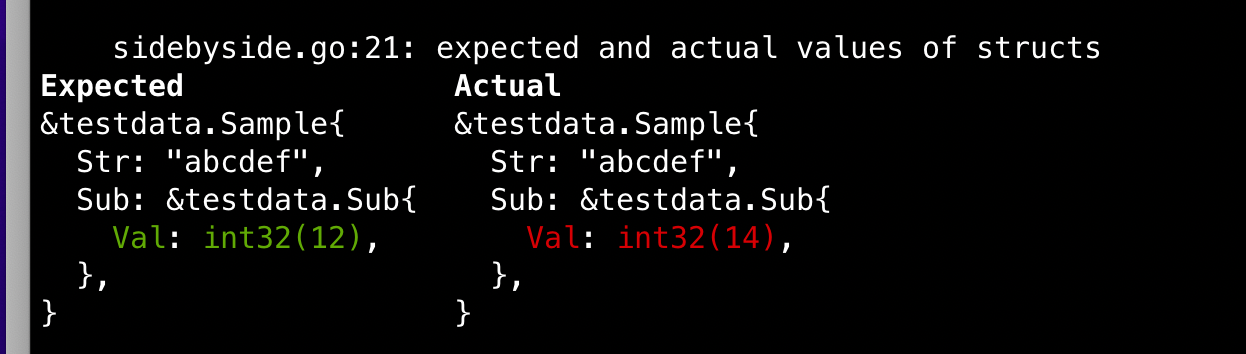 sidebyside.go:21: expected and actual values of structs
Expected               Actual
&testdata.Sample{      &testdata.Sample{
  Str: "abcdef",         Str: "abcdef",
  Sub: &testdata.Sub{    Sub: &testdata.Sub{
    Val: int32(12),        Val: int32(14),
  },                     },
}                      }